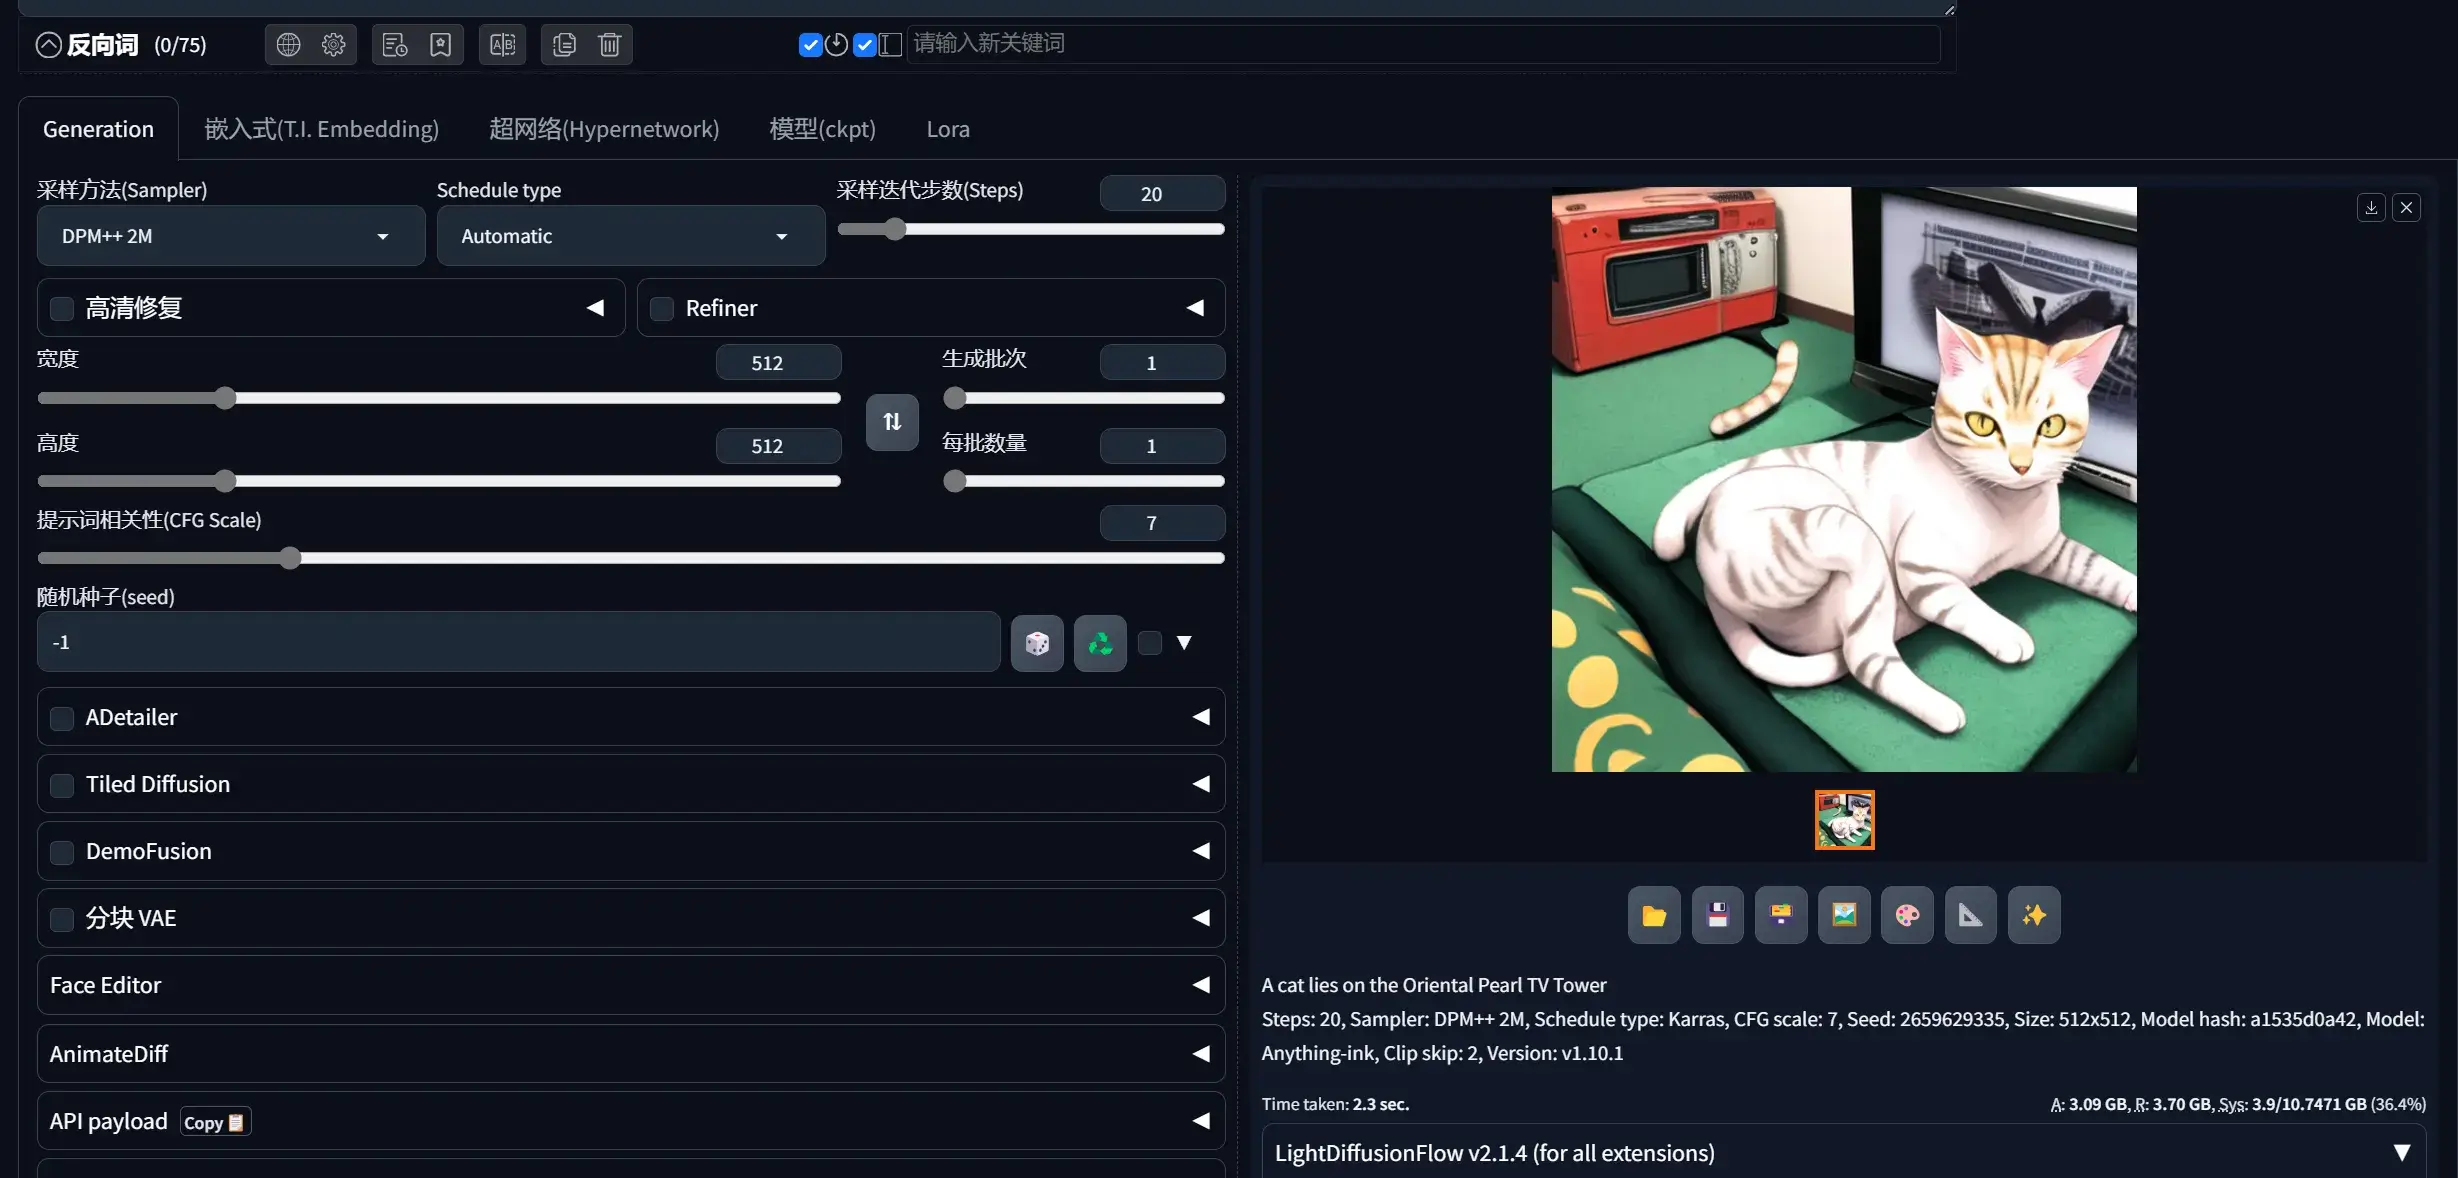 反向词 (0/75)
请输入新关键词
Generation
嵌入式(T.I. Embedding)
超网络(Hypernetwork)
模型(ckpt)
Lora
采样方法(Sampler)
DPM++ 2M
Schedule type
Automatic
采样迭代步数(Steps)
20
高清修复
Refiner
宽度
512
生成批次
1
高度
512
每批数量
1
提示词相关性(CFG Scale)
7
随机种子(seed)
-1
ADetailer
Tiled Diffusion
DemoFusion
分块 VAE
Face Editor
AnimateDiff
API payload
Copy
A cat lies on the Oriental Pearl TV Tower
Steps: 20, Sampler: DPM++ 2M, Schedule type: Karras, CFG scale: 7, Seed: 2659629335, Size: 512x512, Model hash: a1535d0a42, Model:
Anything-ink, Clip skip: 2, Version: v1.10.1
Time taken: 2.3 sec.
A: 3.09 GB, R: 3.70 GB, Sys: 3.9/10.7471 GB (36.4%)
LightDiffusionFlow v2.1.4 (for all extensions)